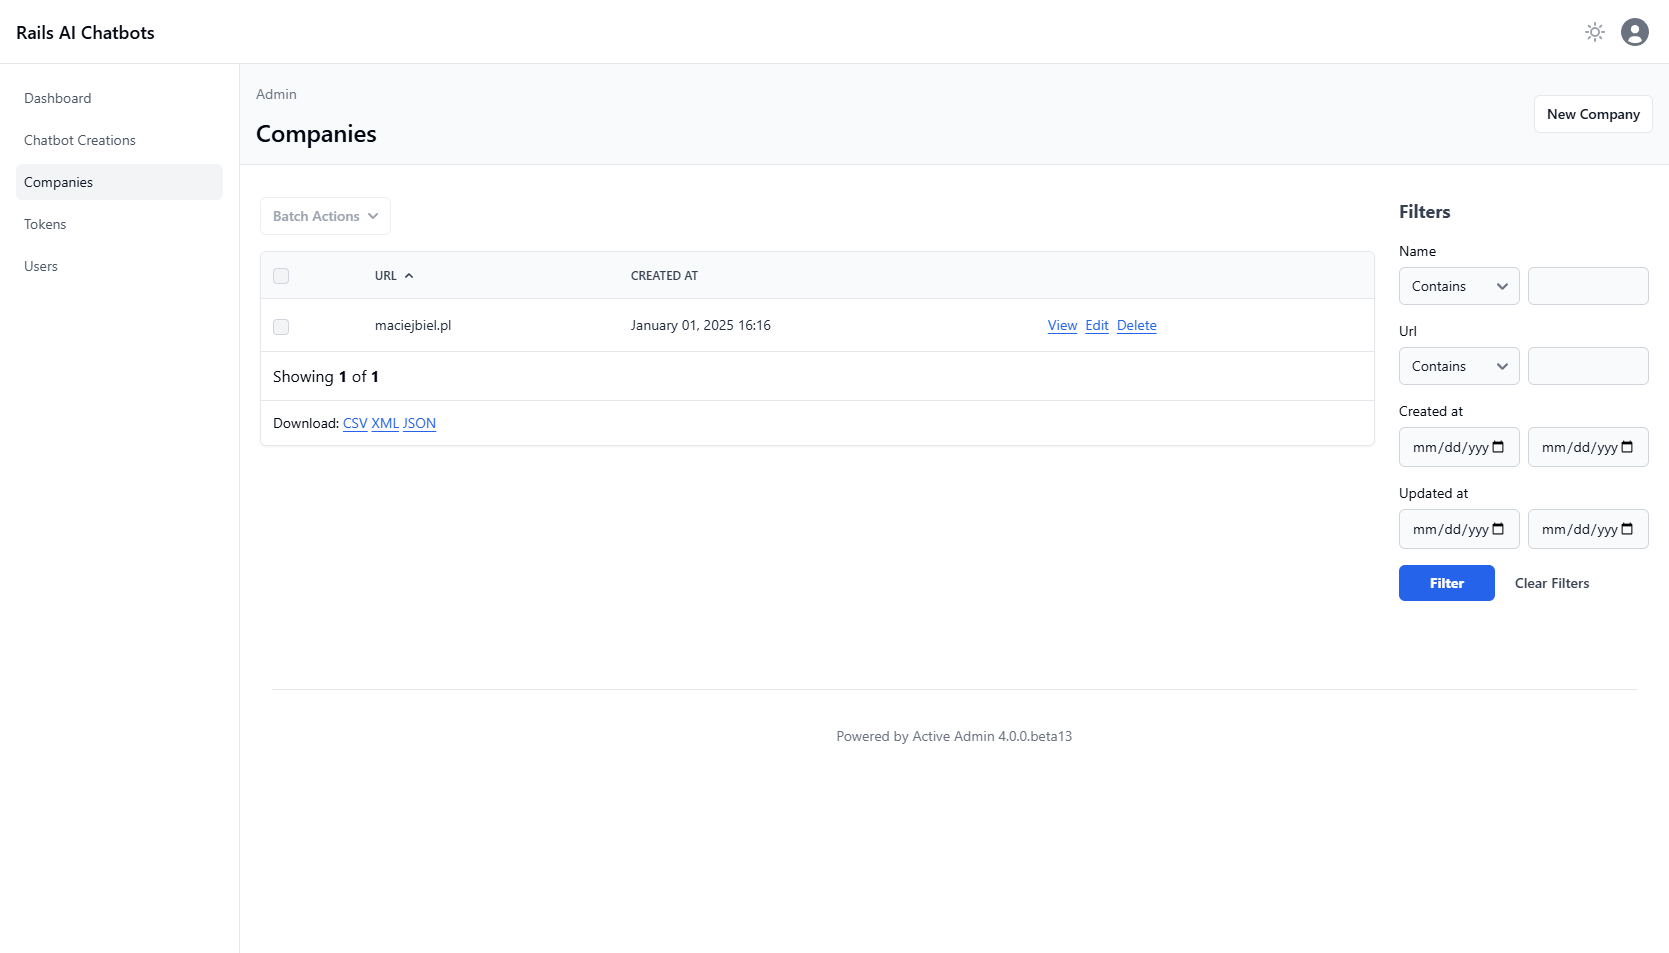 Rails AI Chatbots
Dashboard
Chatbot Creations
Companies
Tokens
Users
Admin
Companies
New Company
Batch Actions
URL CREATED AT
maciejbiel.pl January 01, 2025 16:16 View Edit Delete
Showing 1 of 1
Download: CSV XML JSON
Filters
Name
Contains
Url
Contains
Created at
mm/dd/yyy mm/dd/yyy
Updated at
mm/dd/yyy mm/dd/yyy
Filter Clear Filters
Powered by Active Admin 4.0.0.beta13